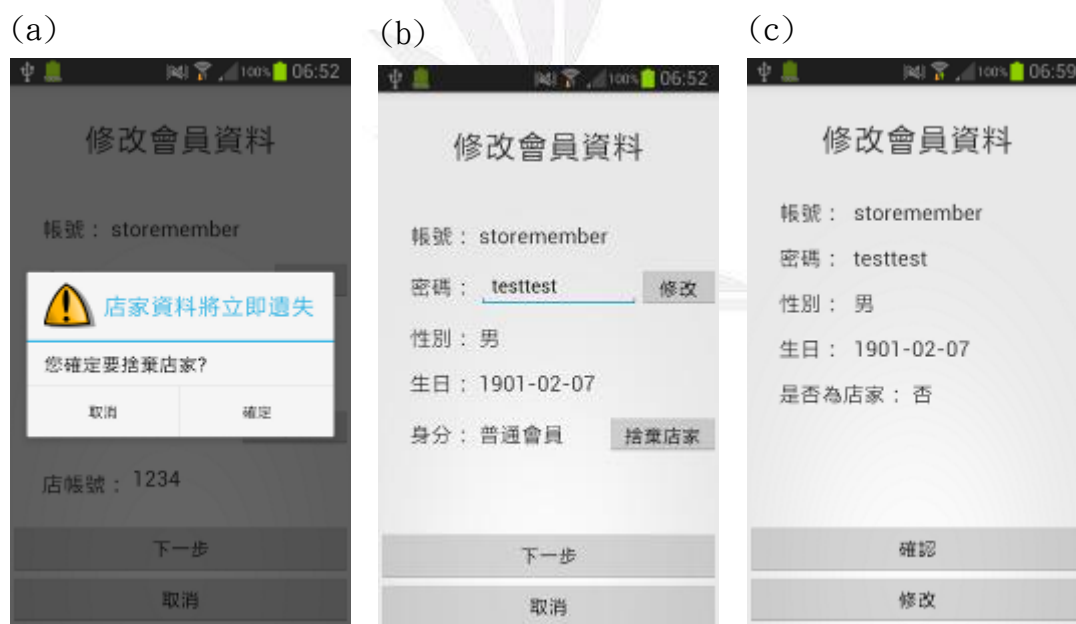 (a)
100% 06:52
修改會員資料
帳號： storemember
店家資料將立即遺失
您確定要捨棄店家?
取消 確定
店帳號： 1234
下一步
取消
(b)
100% 06:52
修改會員資料
帳號： storemember
密碼： testtest 修改
性別： 男
生日： 1901-02-07
身分： 普通會員 捨棄店家
下一步
取消
(c)
100% 06:59
修改會員資料
帳號： storemember
密碼： testtest
性別： 男
生日： 1901-02-07
是否為店家： 否
確認
修改